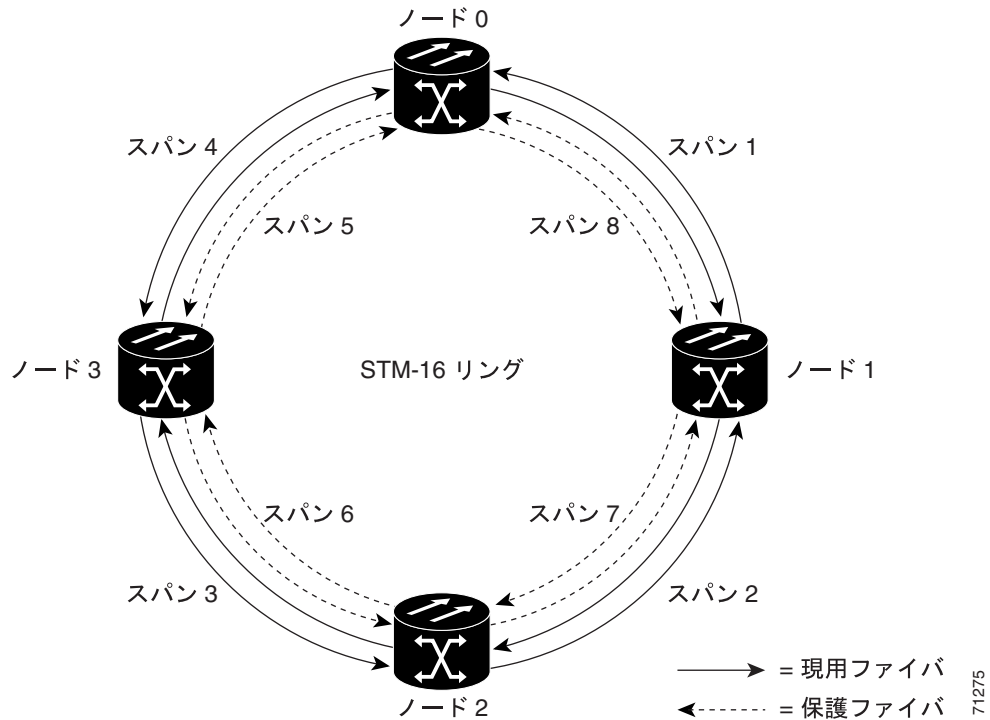 ノード 0
スパン 4
スパン 1
スパン 5
スパン 8
ノード 3
STM-16 リング
ノード 1
スパン 6
スパン 7
スパン 3
スパン 2
ノード 2
= 現用ファイバ
= 保護ファイバ
71275